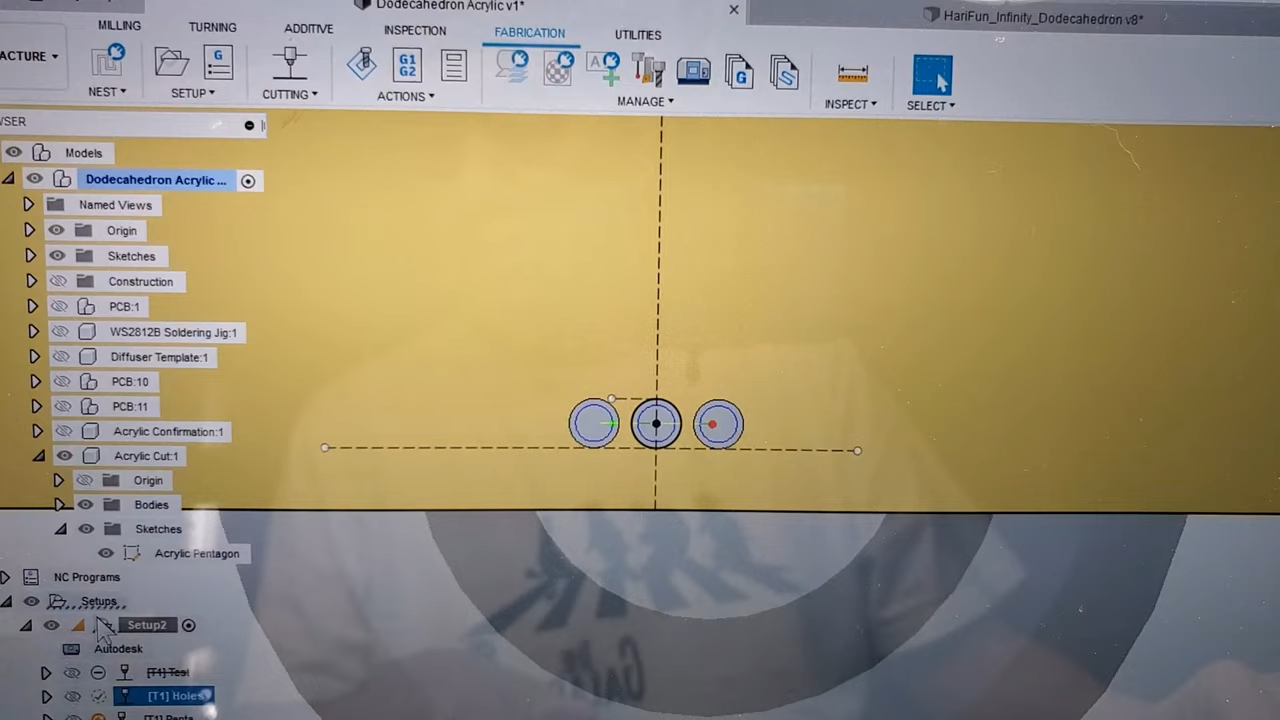 Dodecahedron Acrylic v1*
HariFun_Infinity_Dodecahedron v8*
MILLING
TURNING
ADDITIVE
INSPECTION
FABRICATION
UTILITIES
ACTURE
G
G1
G2
A
G
S
NEST
SETUP
CUTTING
ACTIONS
MANAGE
INSPECT
SELECT
WSER
Models
Dodecahedron Acrylic ...
Named Views
Origin
Sketches
Construction
PCB:1
WS2812B Soldering Jig:1
Diffuser Template:1
PCB:10
PCB:11
Acrylic Confirmation:1
Acrylic Cut:1
Origin
Bodies
Sketches
Acrylic Pentagon
NC Programs
Setups
Setup2
Autodesk
[T1] Test
[T1] Holes
[T1] Penta